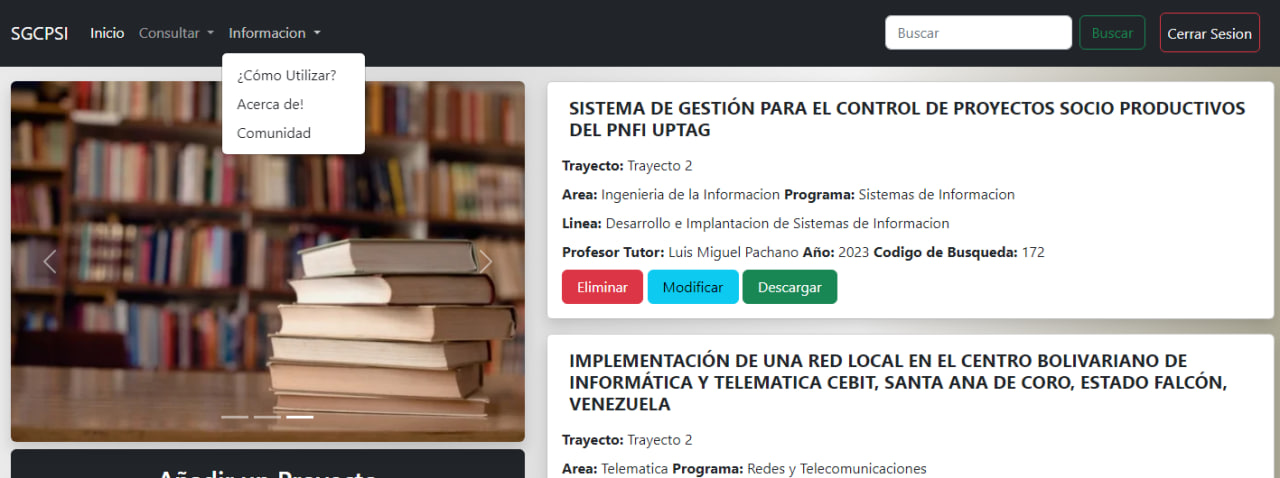 SGCPSI Inicio Consultar Informacion Buscar Buscar Cerrar Sesion
¿Cómo Utilizar?
Acerca de!
Comunidad
Añadir un Proyecto
SISTEMA DE GESTIÓN PARA EL CONTROL DE PROYECTOS SOCIO PRODUCTIVOS
DEL PNFI UPTAG
Trayecto: Trayecto 2
Area: Ingenieria de la Informacion Programa: Sistemas de Informacion
Linea: Desarrollo e Implantacion de Sistemas de Informacion
Profesor Tutor: Luis Miguel Pachano Año: 2023 Codigo de Busqueda: 172
Eliminar Modificar Descargar
IMPLEMENTACIÓN DE UNA RED LOCAL EN EL CENTRO BOLIVARIANO DE
INFORMÁTICA Y TELEMATICA CEBIT, SANTA ANA DE CORO, ESTADO FALCÓN,
VENEZUELA
Trayecto: Trayecto 2
Area: Telematica Programa: Redes y Telecomunicaciones